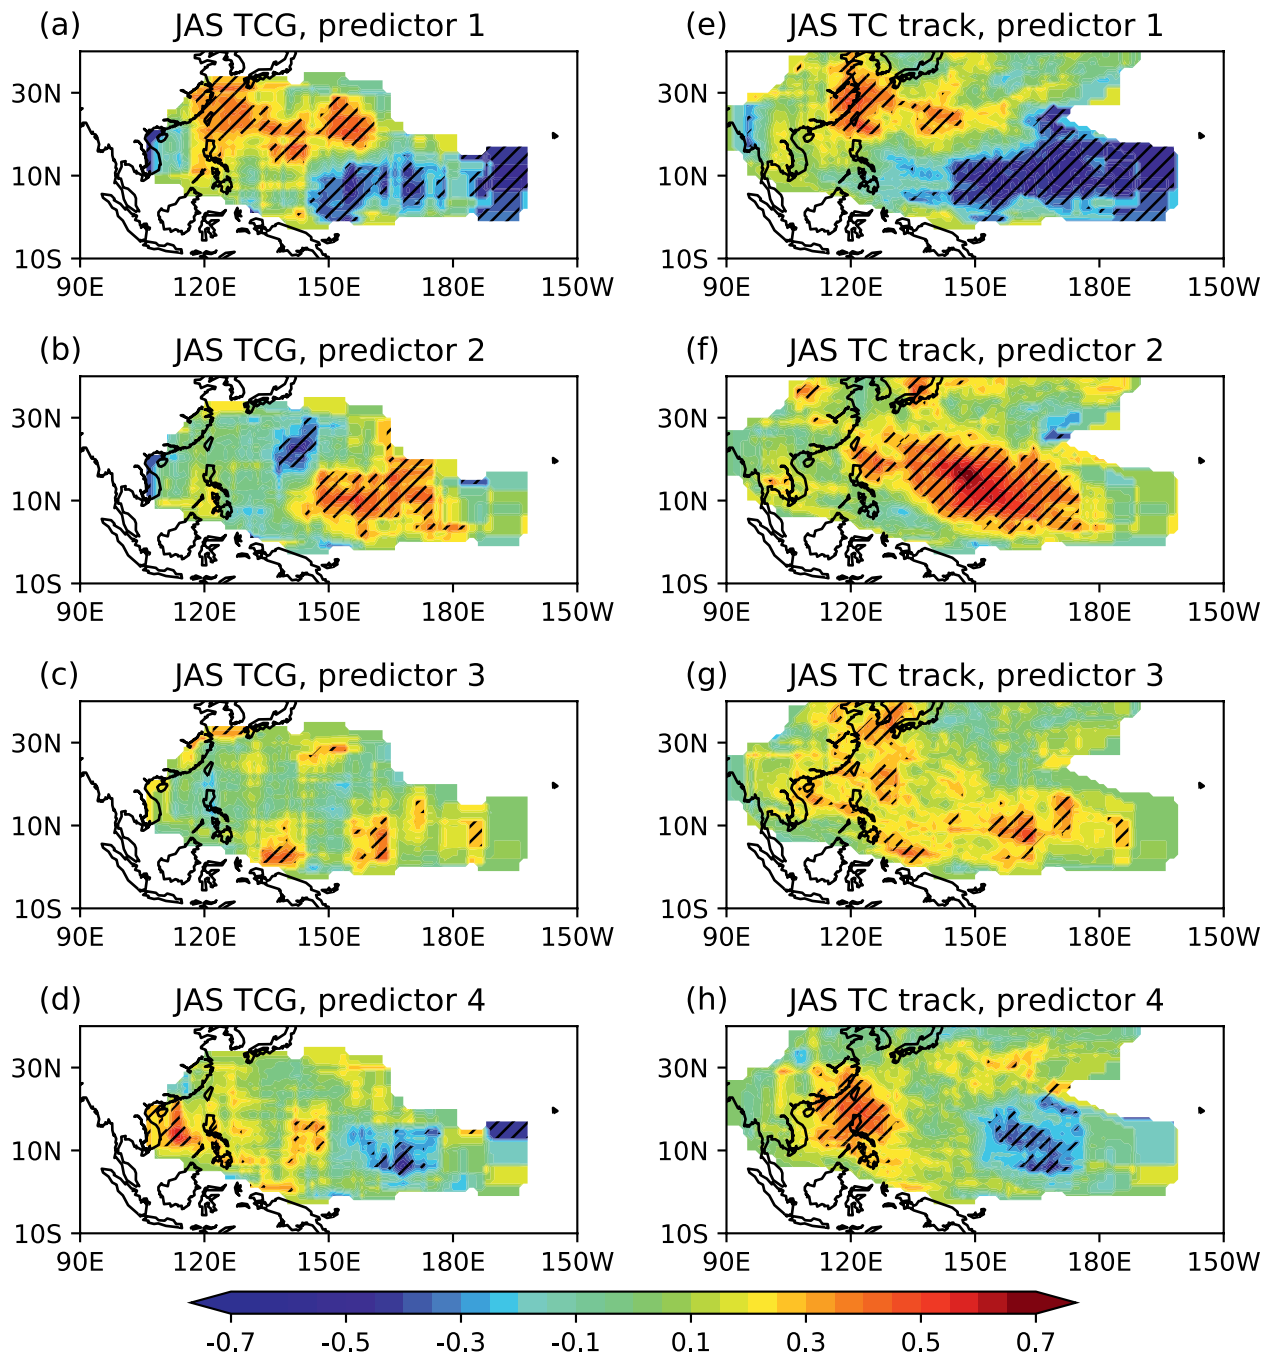 (a) JAS TCG, predictor 1
(e) JAS TC track, predictor 1
30N
10N
10S
90E 120E 150E 180E 150W
30N
10N
10S
90E 120E 150E 180E 150W
(b) JAS TCG, predictor 2
(f) JAS TC track, predictor 2
30N
10N
10S
90E 120E 150E 180E 150W
30N
10N
10S
90E 120E 150E 180E 150W
(c) JAS TCG, predictor 3
(g) JAS TC track, predictor 3
30N
10N
10S
90E 120E 150E 180E 150W
30N
10N
10S
90E 120E 150E 180E 150W
(d) JAS TCG, predictor 4
(h) JAS TC track, predictor 4
30N
10N
10S
90E 120E 150E 180E 150W
30N
10N
10S
90E 120E 150E 180E 150W
-0.7 -0.5 -0.3 -0.1 0.1 0.3 0.5 0.7